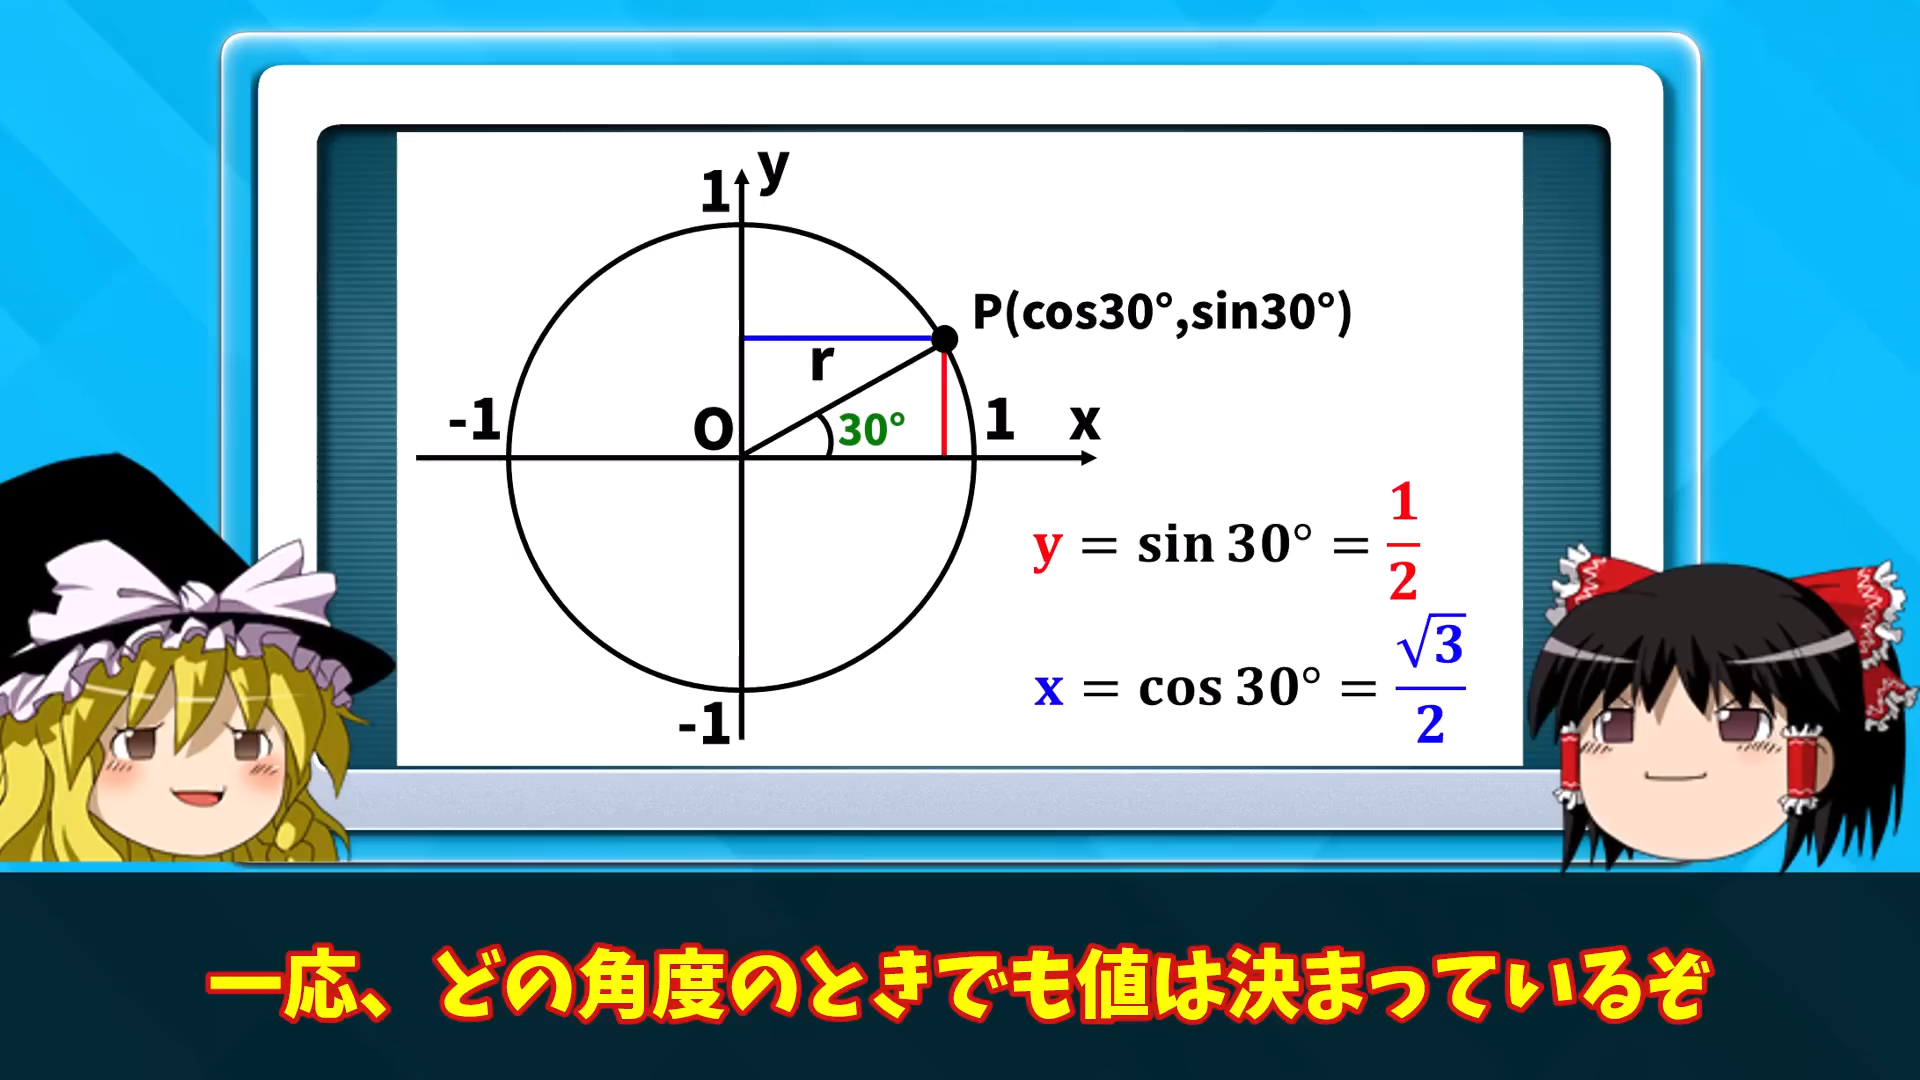 y
1
P(cos30°,sin30°)
r
-1
O
30°
1
x
y = sin 30° = 1/2
x = cos 30° = √3/2
-1
一応、どの角度のときでも値は決まっているぞ